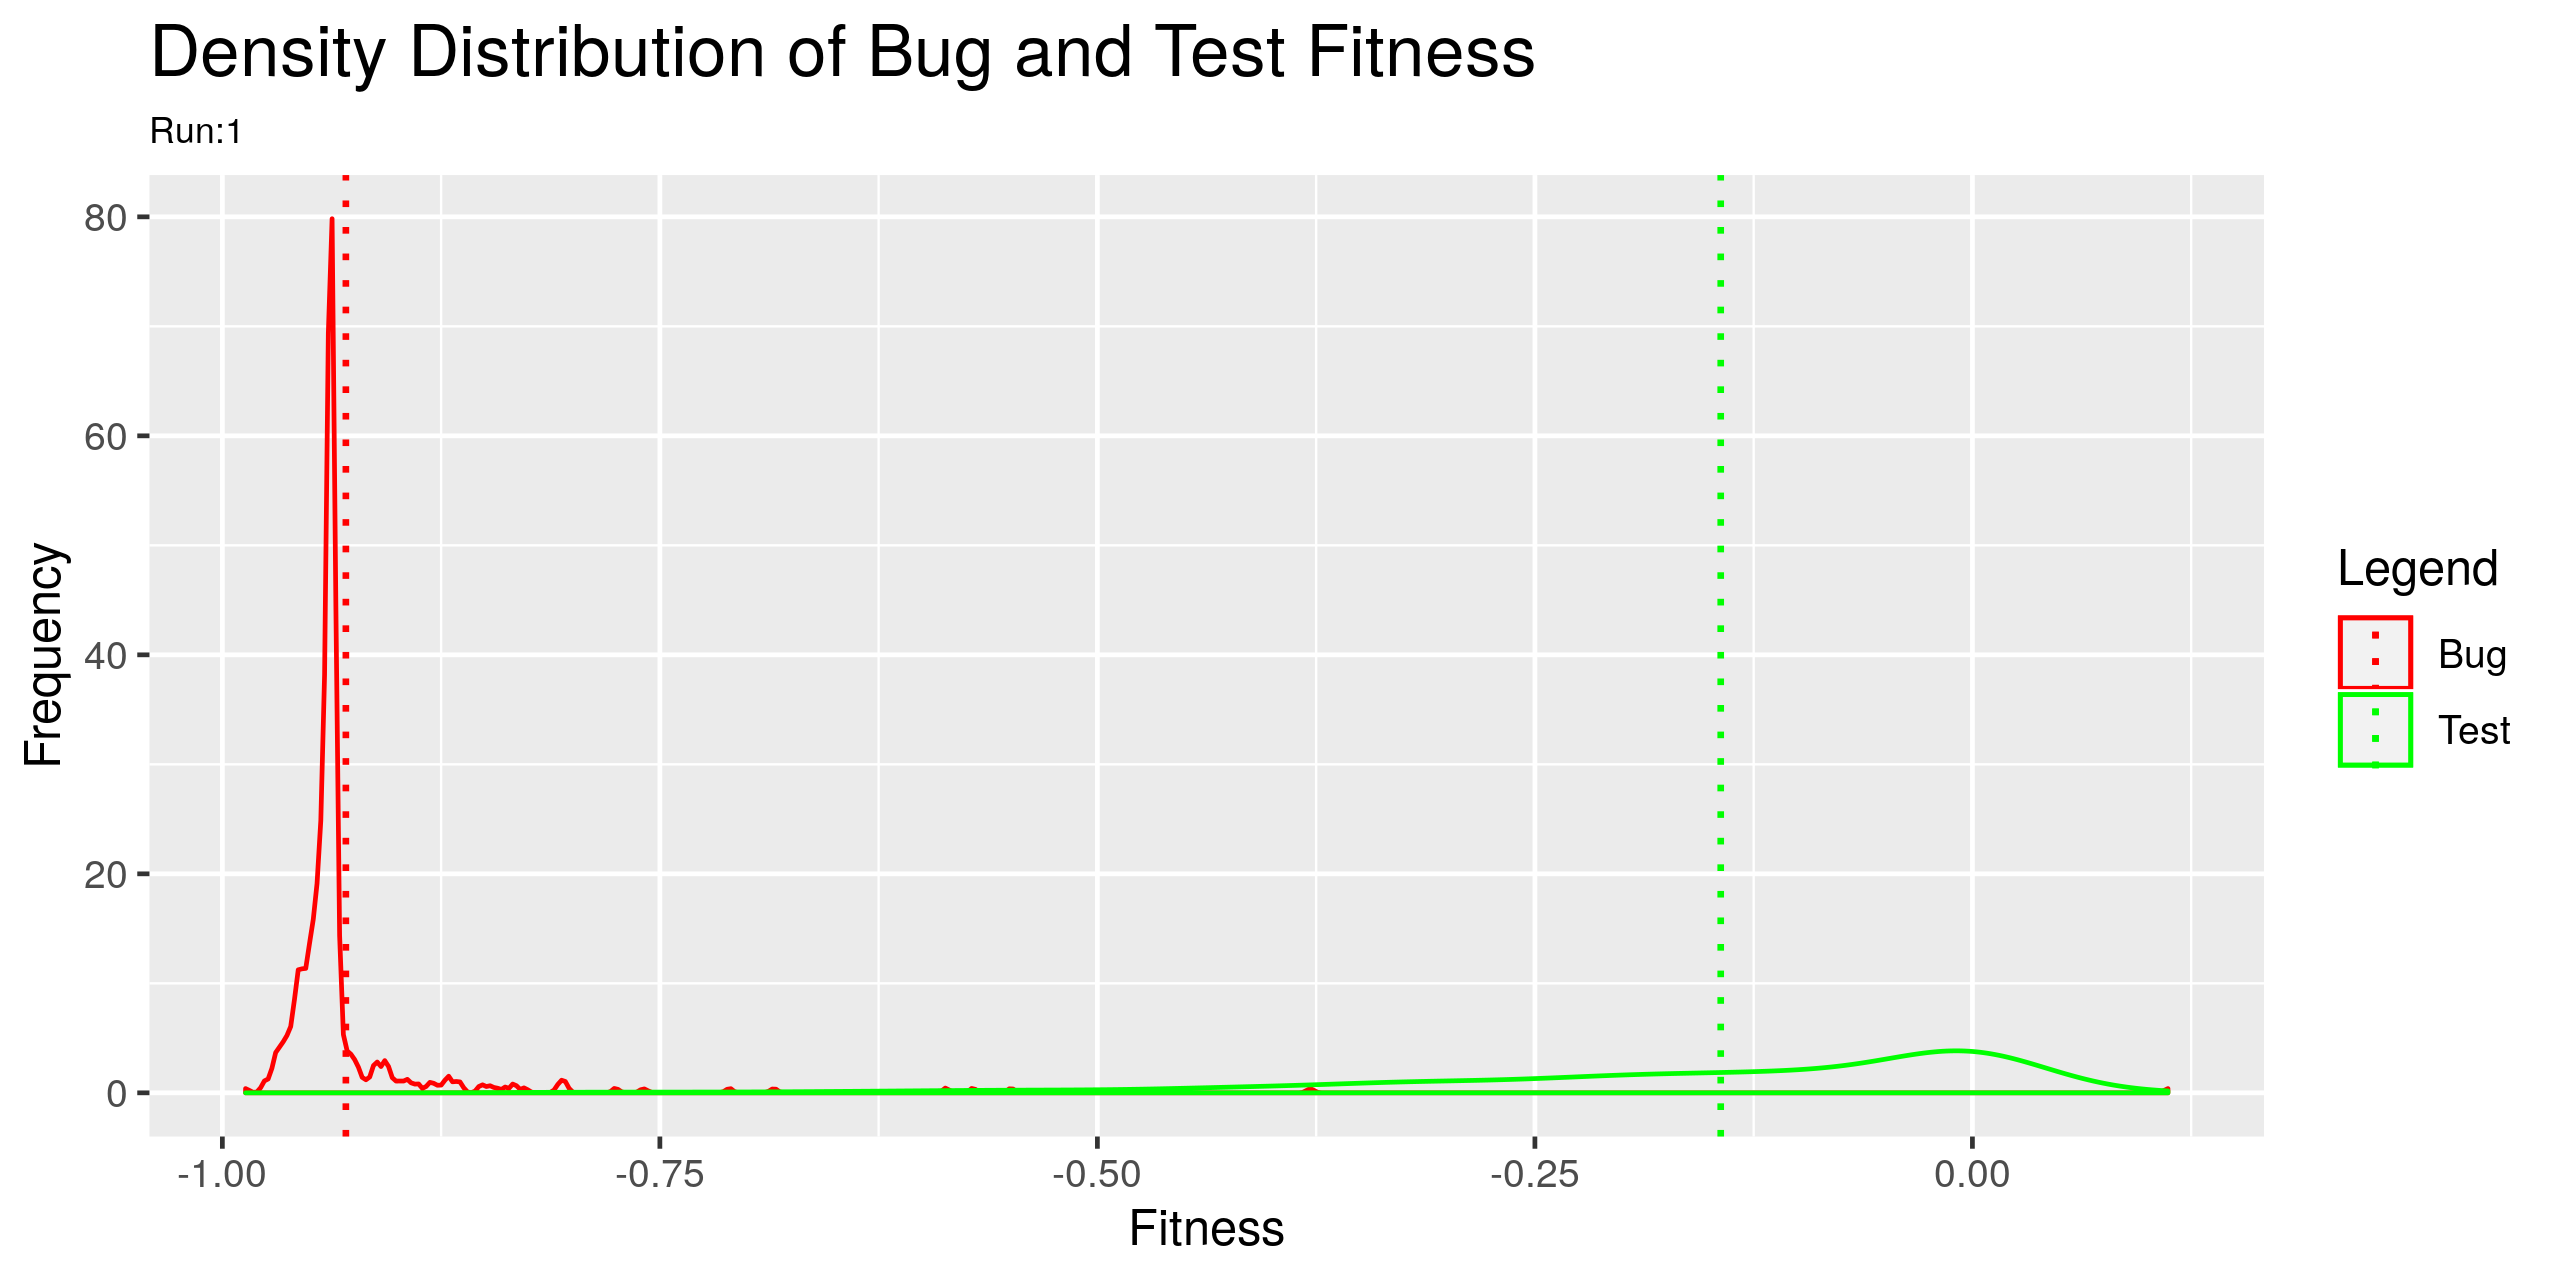 Density Distribution of Bug and Test Fitness
Run:1
80
60
40
20
0
Frequency
-1.00 -0.75 -0.50 -0.25 0.00
Fitness
Legend
Bug
Test